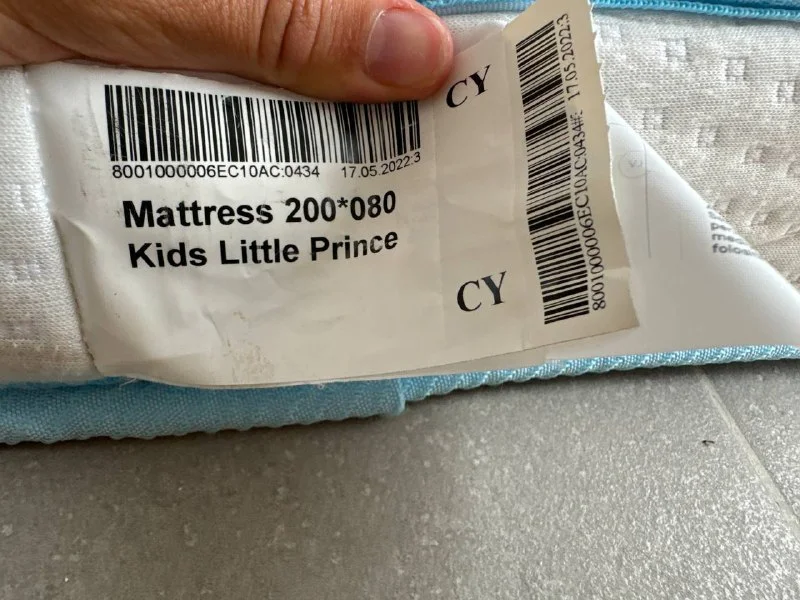 8001000006EC10AC:0434 17.05.2022:3
Mattress 200*080
Kids Little Prince
CY
CY
8001000006EC10AC:0434#: 17.05.2022:3